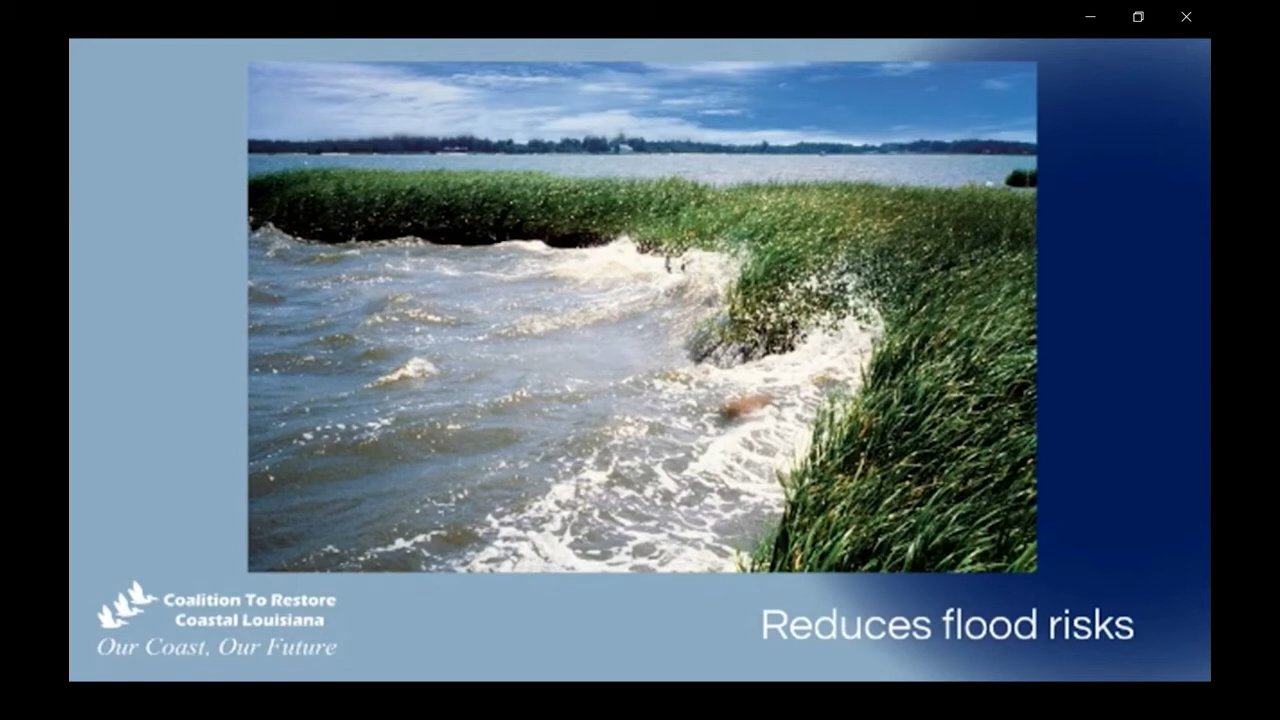 Coalition To Restore
Coastal Louisiana
Our Coast, Our Future
Reduces flood risks